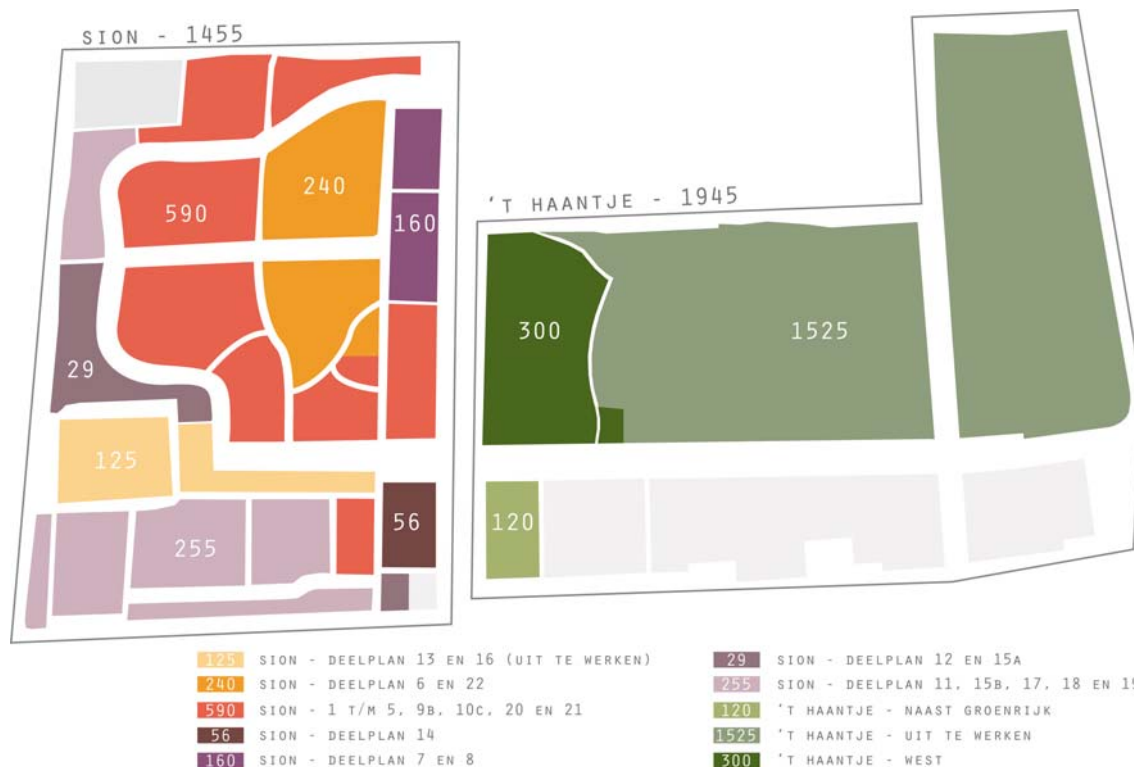 SION - 1455
'T HAANTJE - 1945
240
590
160
300
1525
29
125
120
56
255
125 SION - DEELPLAN 13 EN 16 (UIT TE WERKEN)
240 SION - DEELPLAN 6 EN 22
590 SION - 1 T/M 5, 9B, 10C, 20 EN 21
56 SION - DEELPLAN 14
160 SION - DEELPLAN 7 EN 8
29 SION - DEELPLAN 12 EN 15A
255 SION - DEELPLAN 11, 15B, 17, 18 EN
120 'T HAANTJE - NAAST GROENRIJK
1525 'T HAANTJE - UIT TE WERKEN
300 'T HAANTJE - WEST